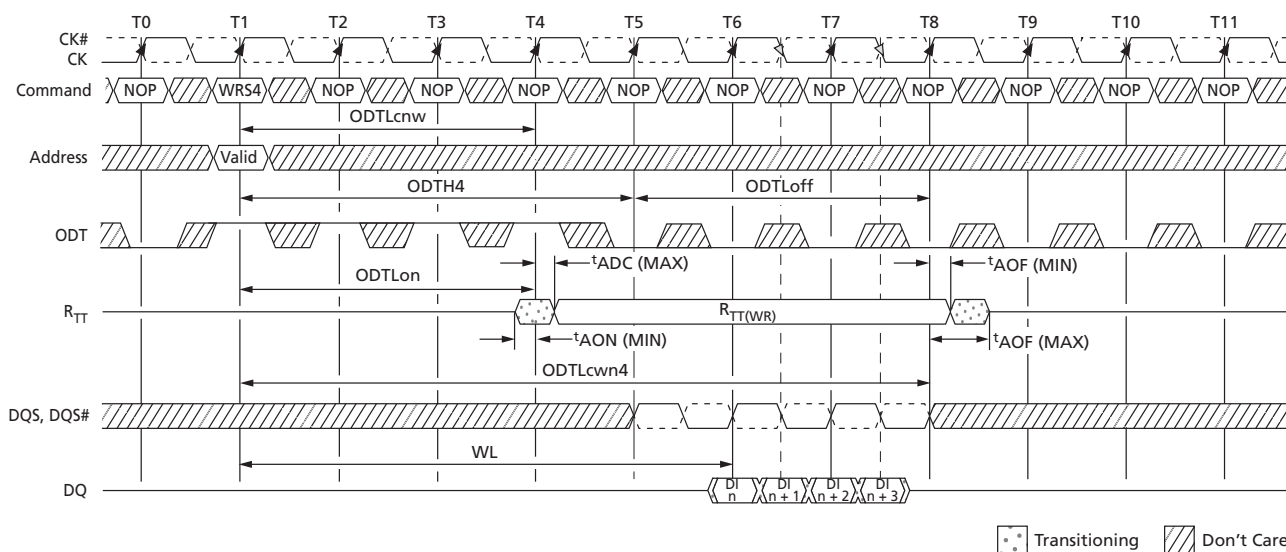 T0 T1 T2 T3 T4 T5 T6 T7 T8 T9 T10 T11
CK#
CK
Command NOP WRS4 NOP NOP NOP NOP NOP NOP NOP NOP NOP NOP
ODTLcnw
Address Valid
ODTH4 ODTLoff
ODT
tADC (MAX) tAOF (MIN)
ODTLon
RTT RTT(WR)
tAON (MIN) tAOF (MAX)
ODTLcwn4
DQS, DQS#
WL
DQ DI n DI n + 1 DI n + 2 DI n + 3
Transitioning Don't Care